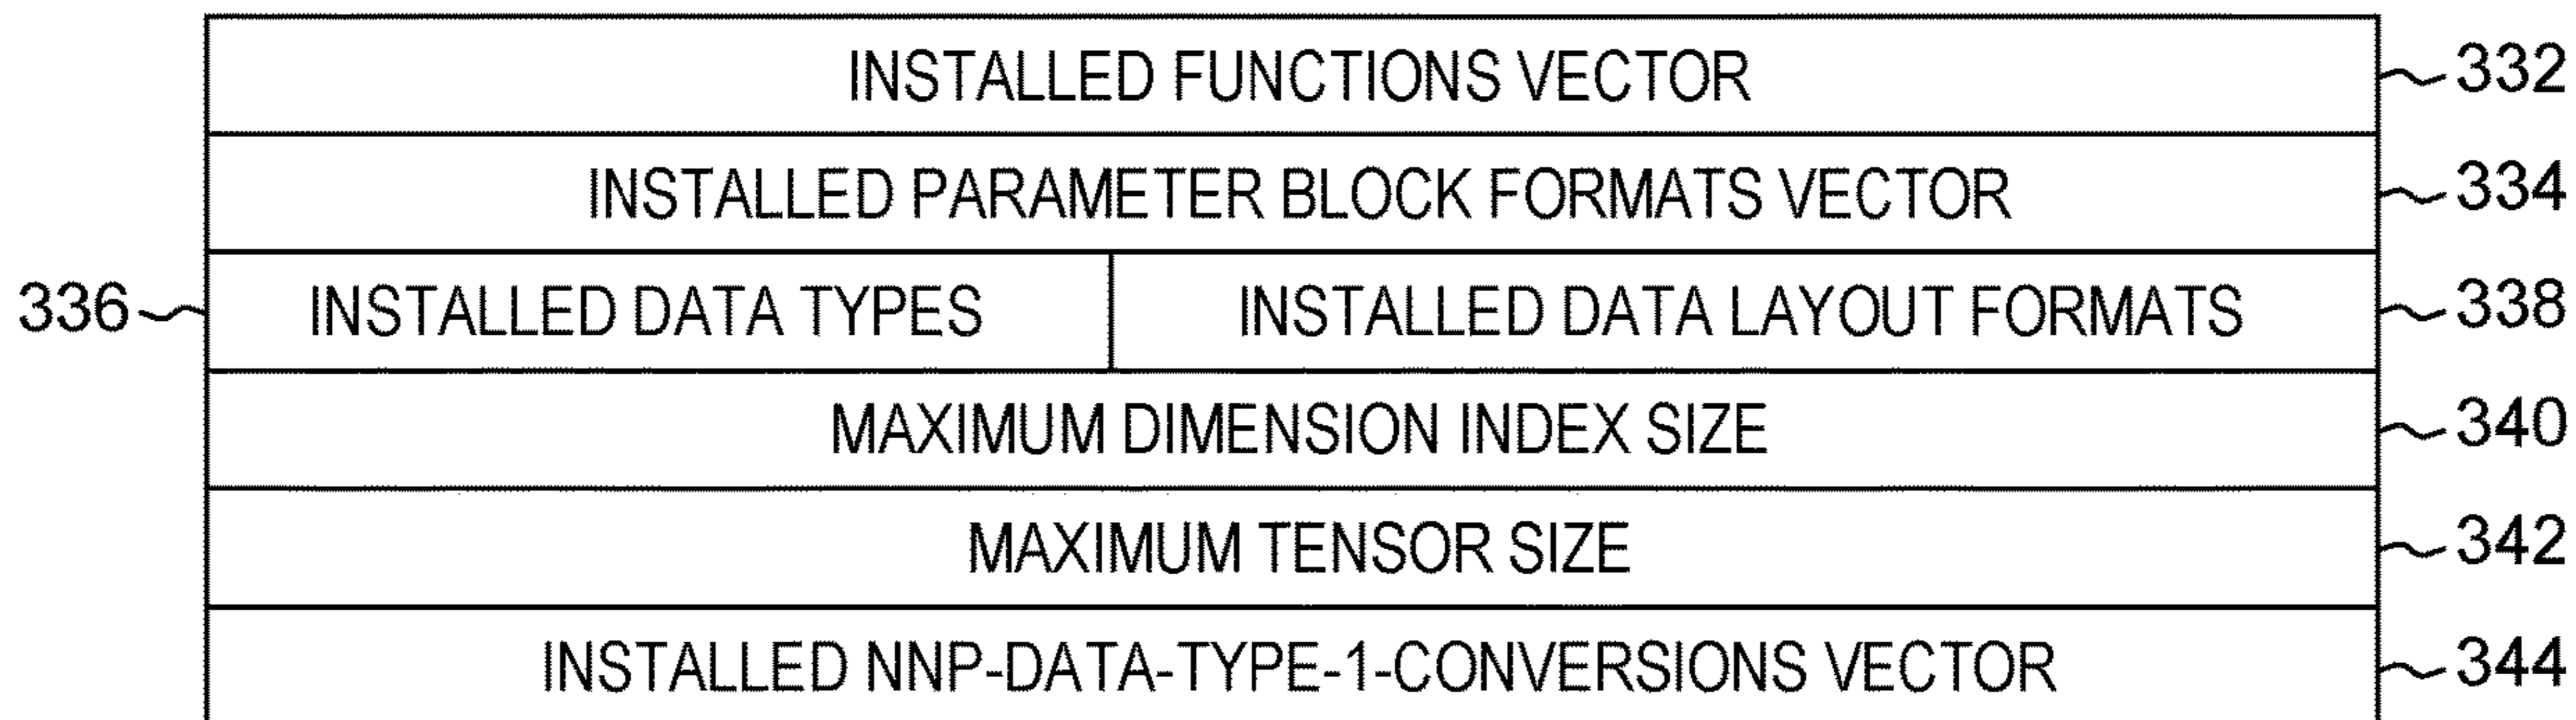 INSTALLED FUNCTIONS VECTOR 332
INSTALLED PARAMETER BLOCK FORMATS VECTOR 334
336 INSTALLED DATA TYPES INSTALLED DATA LAYOUT FORMATS 338
MAXIMUM DIMENSION INDEX SIZE 340
MAXIMUM TENSOR SIZE 342
INSTALLED NNP-DATA-TYPE-1-CONVERSIONS VECTOR 344